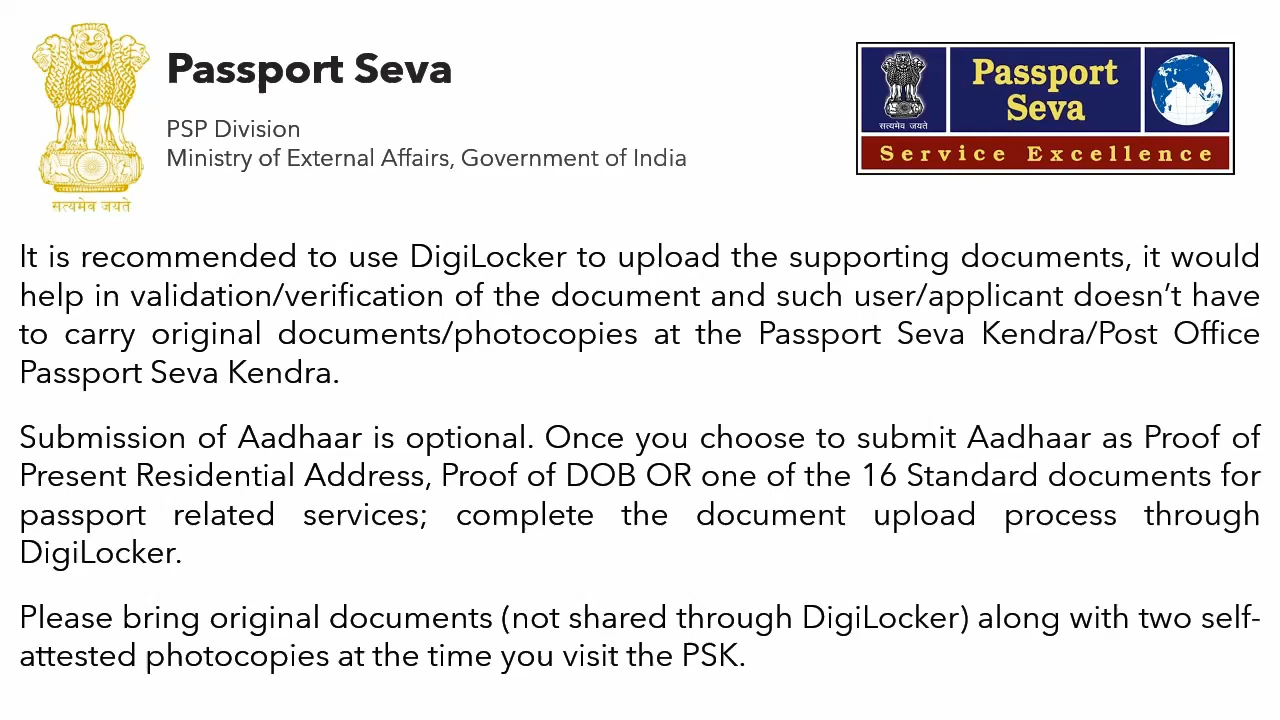 Passport Seva
PSP Division
Ministry of External Affairs, Government of India
सत्यमेव जयते
सत्यमेव जयते
Passport
Seva
Service Excellence
It is recommended to use DigiLocker to upload the supporting documents, it would
help in validation/verification of the document and such user/applicant doesn’t have
to carry original documents/photocopies at the Passport Seva Kendra/Post Office
Passport Seva Kendra.
Submission of Aadhaar is optional. Once you choose to submit Aadhaar as Proof of
Present Residential Address, Proof of DOB OR one of the 16 Standard documents for
passport related services; complete the document upload process through
DigiLocker.
Please bring original documents (not shared through DigiLocker) along with two self-
attested photocopies at the time you visit the PSK.